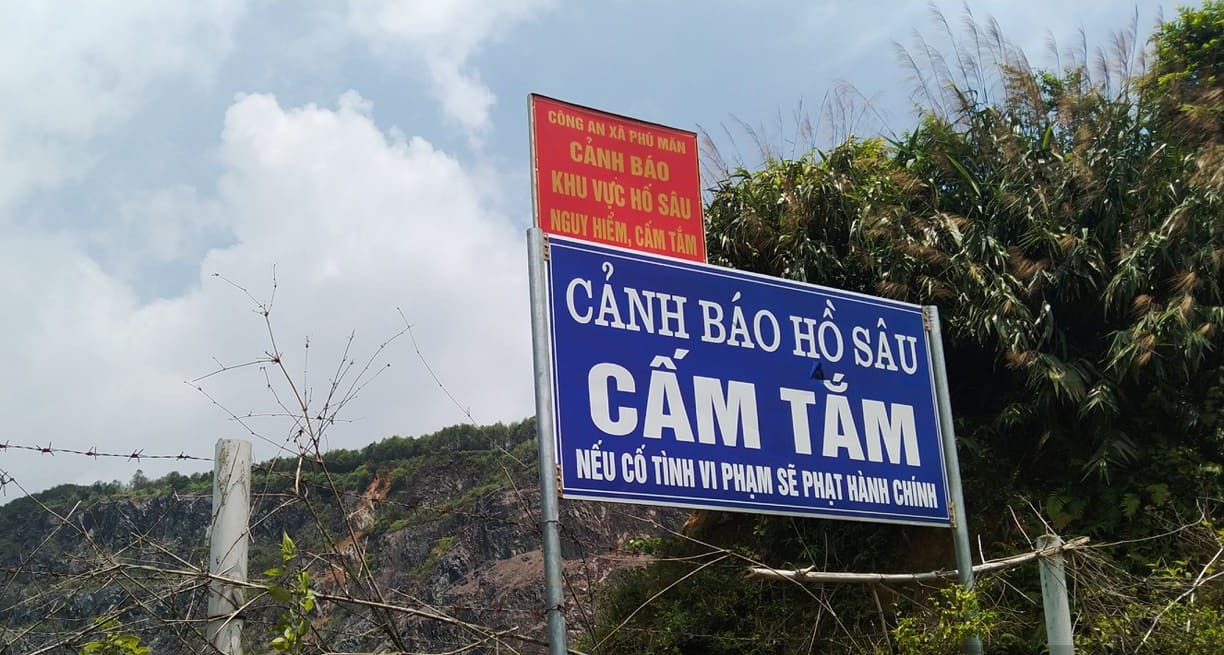 CÔNG AN XÃ PHÚ MÃN
CẢNH BÁO
KHU VỰC HỐ SÂU
NGUY HIỂM, CẤM TẮM
CẢNH BÁO HỒ SÂU
CẤM TẮM
NẾU CỐ TÌNH VI PHẠM SẼ PHẠT HÀNH CHÍNH